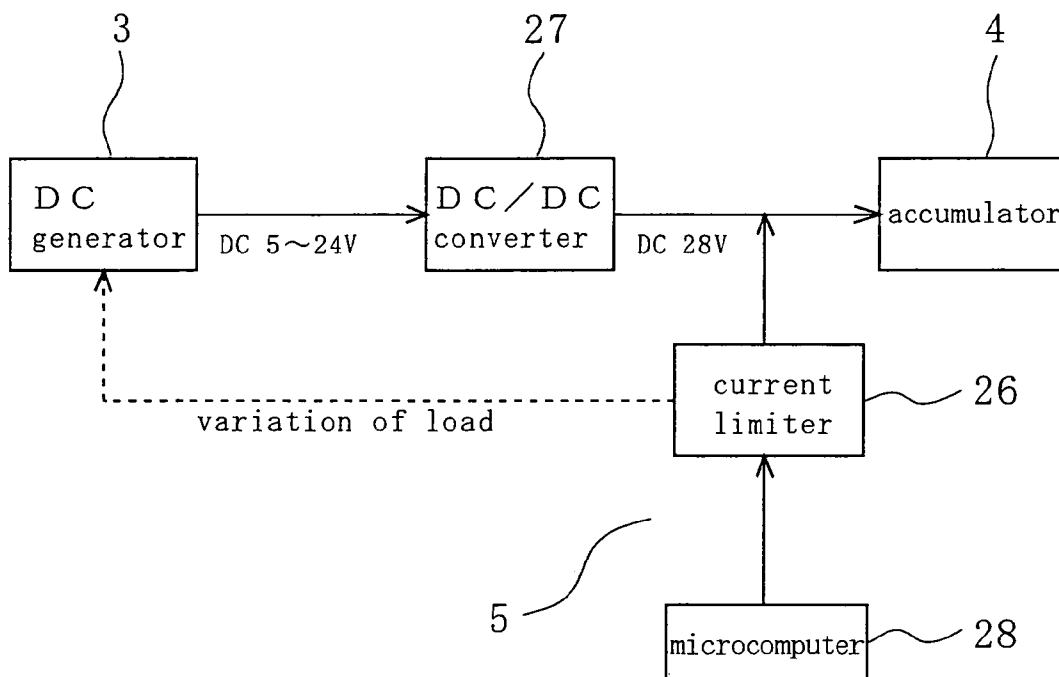 3
27
4
DC
generator
DC 5～24V
DC／DC
converter
DC 28V
accumulator
current
limiter
26
variation of load
5
microcomputer
28